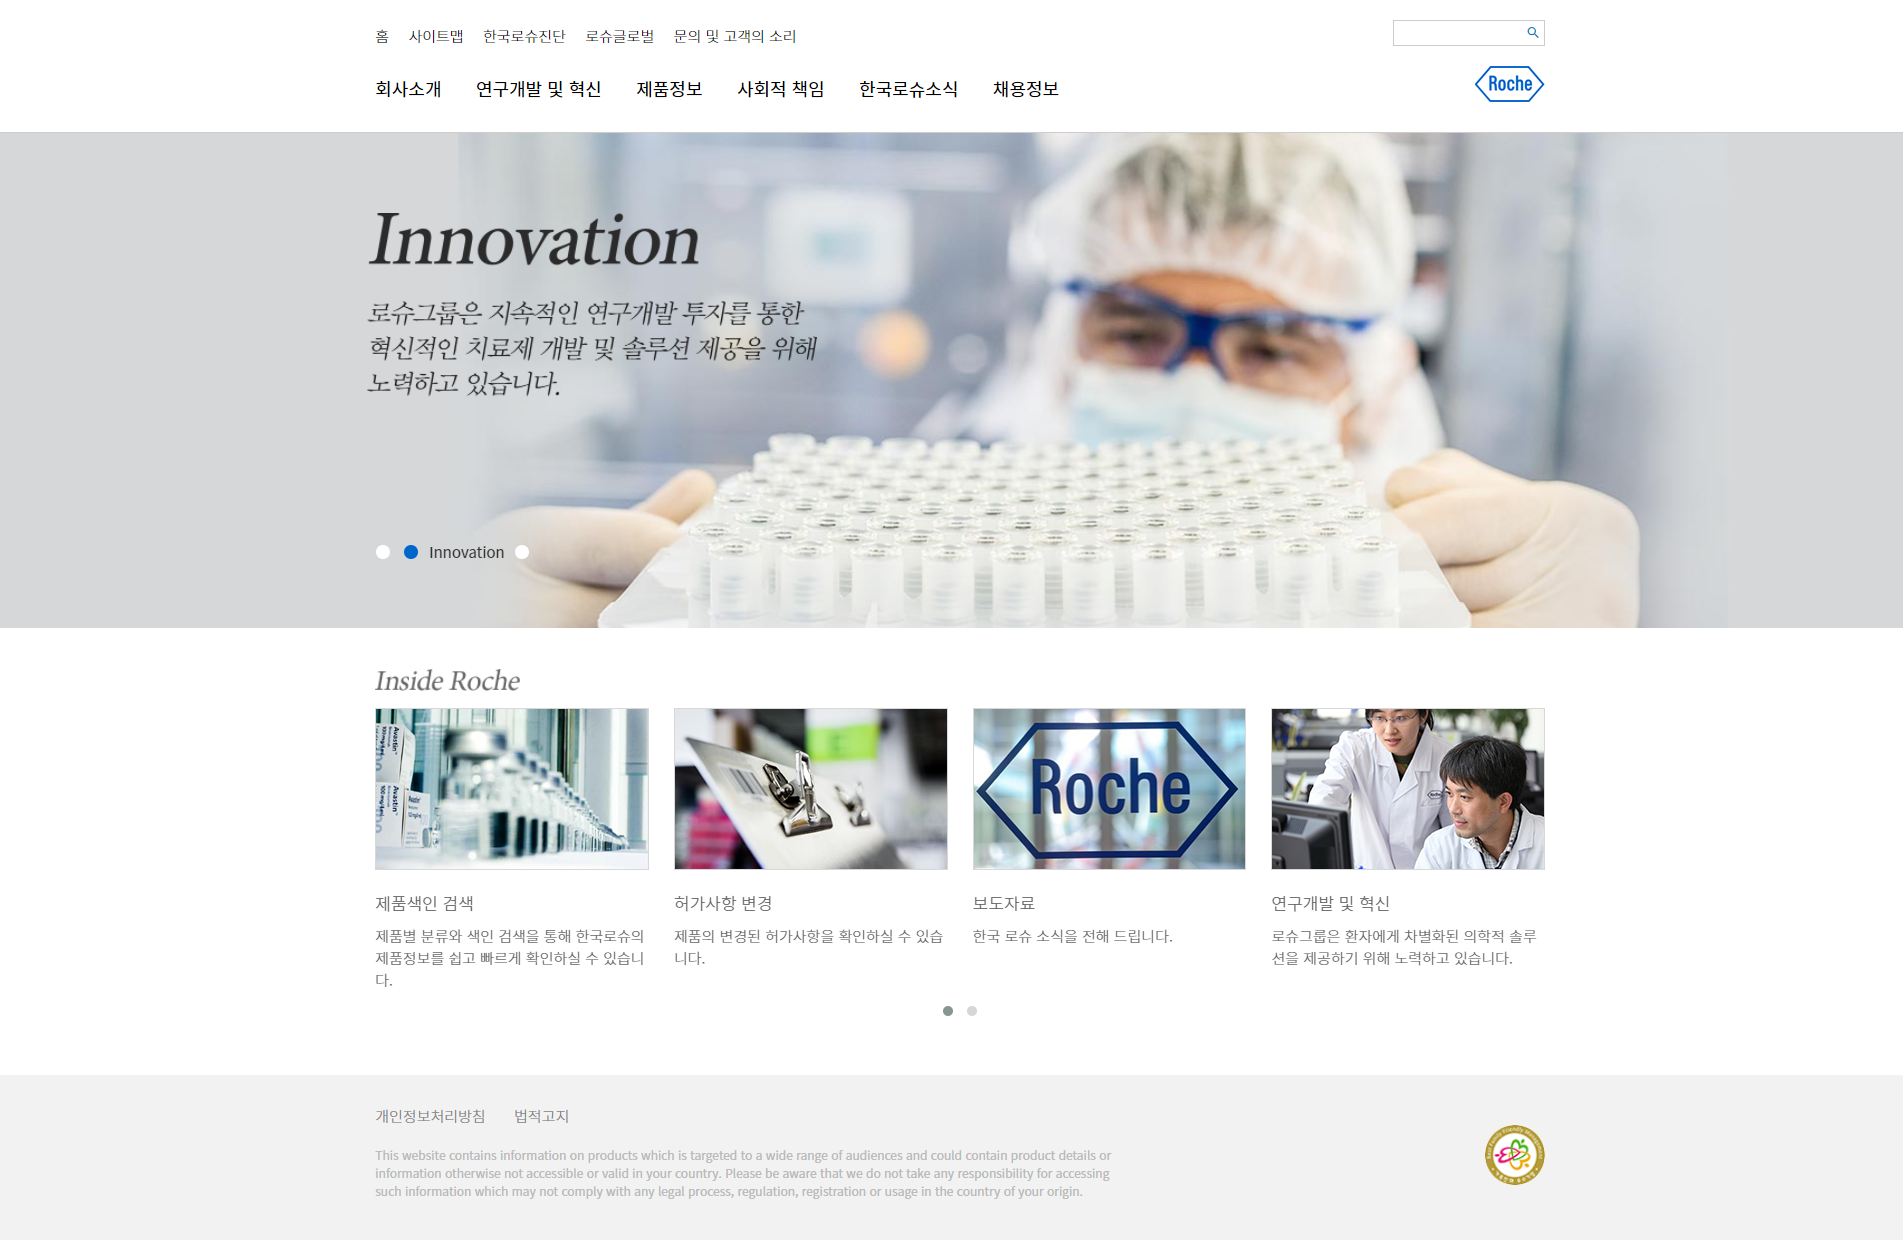 홈 사이트맵 한국로슈진단 로슈글로벌 문의 및 고객의 소리
회사소개 연구개발 및 혁신 제품정보 사회적 책임 한국로슈소식 채용정보
Roche
Innovation
로슈그룹은 지속적인 연구개발 투자를 통한
혁신적인 치료제 개발 및 솔루션 제공을 위해
노력하고 있습니다.
Innovation
Inside Roche
Avastin
Avastin
Avastin
Roche
제품색인 검색
제품별 분류와 색인 검색을 통해 한국로슈의
제품정보를 쉽고 빠르게 확인하실 수 있습니
다.
허가사항 변경
제품의 변경된 허가사항을 확인하실 수 있습
니다.
보도자료
한국 로슈 소식을 전해 드립니다.
연구개발 및 혁신
로슈그룹은 환자에게 차별화된 의학적 솔루
션을 제공하기 위해 노력하고 있습니다.
개인정보처리방침 법적고지
This website contains information on products which is targeted to a wide range of audiences and could contain product details or
information otherwise not accessible or valid in your country. Please be aware that we do not take any responsibility for accessing
such information which may not comply with any legal process, regulation, registration or usage in the country of your origin.